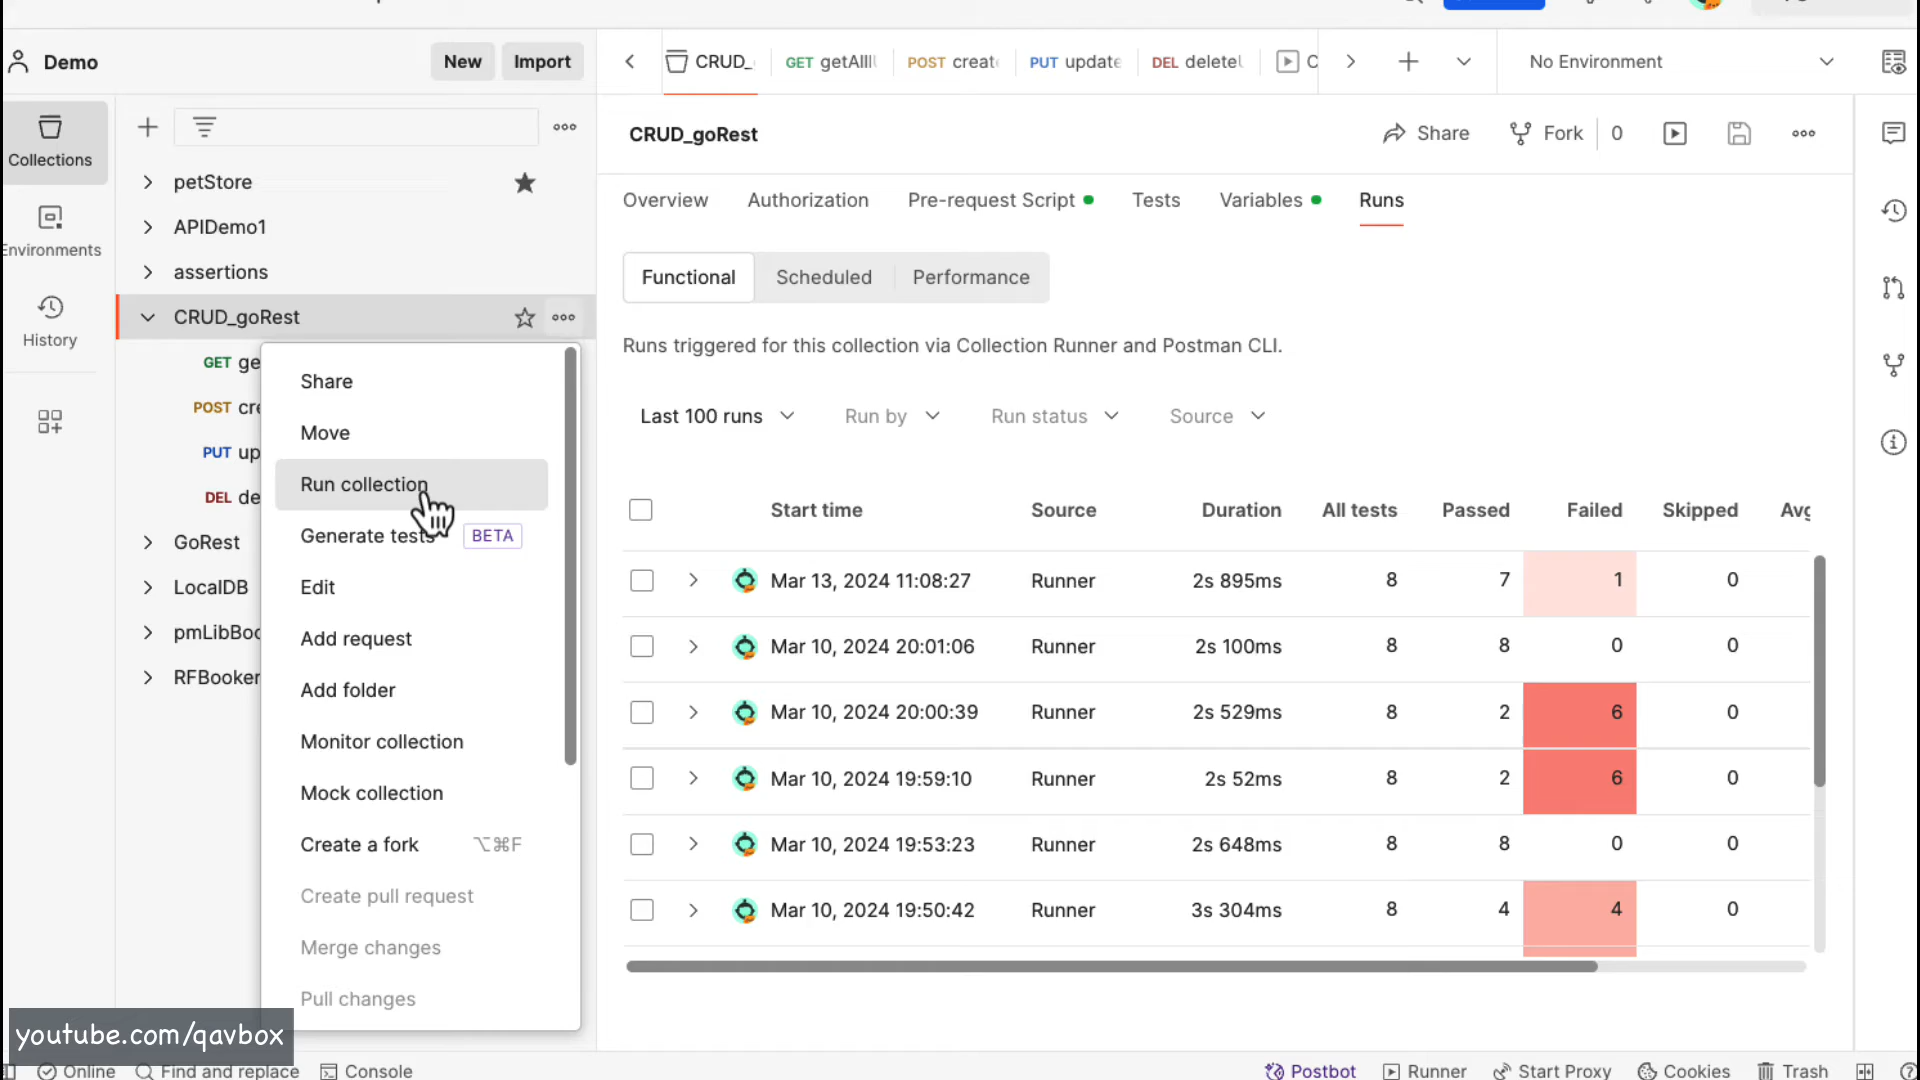 Demo
New
Import
CRUD_
GET getAllU
POST create
PUT update
DEL deleteU
C
No Environment
Collections
Environments
History
petStore
APIDemo1
assertions
CRUD_goRest
GET ge
POST cre
PUT up
DEL de
GoRest
LocalDB
pmLibBoo
RFBooker
Share
Move
Run collection
Generate tests BETA
Edit
Add request
Add folder
Monitor collection
Mock collection
Create a fork ⌥⌘F
Create pull request
Merge changes
Pull changes
CRUD_goRest
Share
Fork 0
Overview
Authorization
Pre-request Script
Tests
Variables
Runs
Functional
Scheduled
Performance
Runs triggered for this collection via Collection Runner and Postman CLI.
Last 100 runs
Run by
Run status
Source
Start time Source Duration All tests Passed Failed Skipped Avg
Mar 13, 2024 11:08:27 Runner 2s 895ms 8 7 1 0
Mar 10, 2024 20:01:06 Runner 2s 100ms 8 8 0 0
Mar 10, 2024 20:00:39 Runner 2s 529ms 8 2 6 0
Mar 10, 2024 19:59:10 Runner 2s 52ms 8 2 6 0
Mar 10, 2024 19:53:23 Runner 2s 648ms 8 8 0 0
Mar 10, 2024 19:50:42 Runner 3s 304ms 8 4 4 0
youtube.com/qavbox
Online
Find and replace
Console
Postbot
Runner
Start Proxy
Cookies
Trash